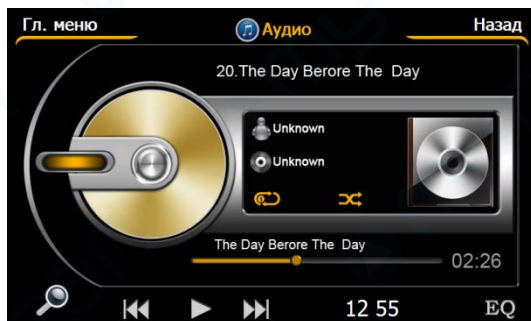 Гл. меню
Аудио
Назад
20.The Day Berore The Day
Unknown
Unknown
The Day Berore The Day
02:26
12 55
EQ